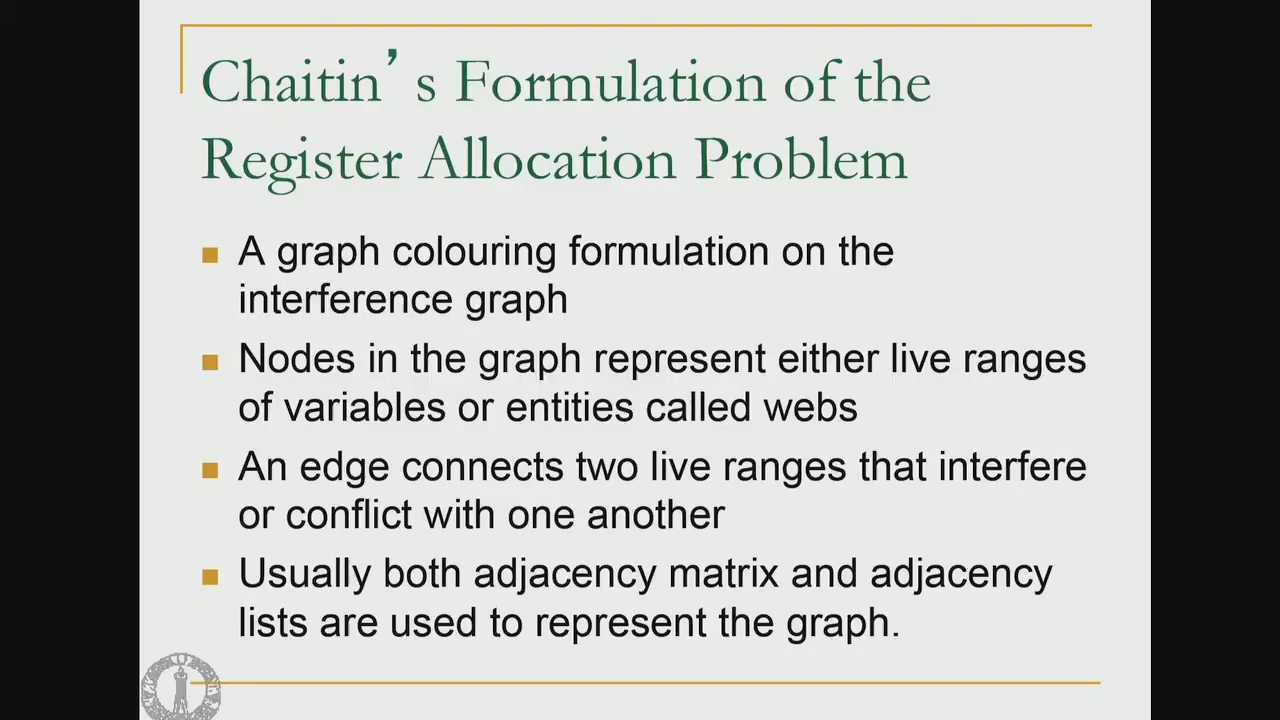 Chaitin’s Formulation of the
Register Allocation Problem
A graph colouring formulation on the
interference graph
Nodes in the graph represent either live ranges
of variables or entities called webs
An edge connects two live ranges that interfere
or conflict with one another
Usually both adjacency matrix and adjacency
lists are used to represent the graph.